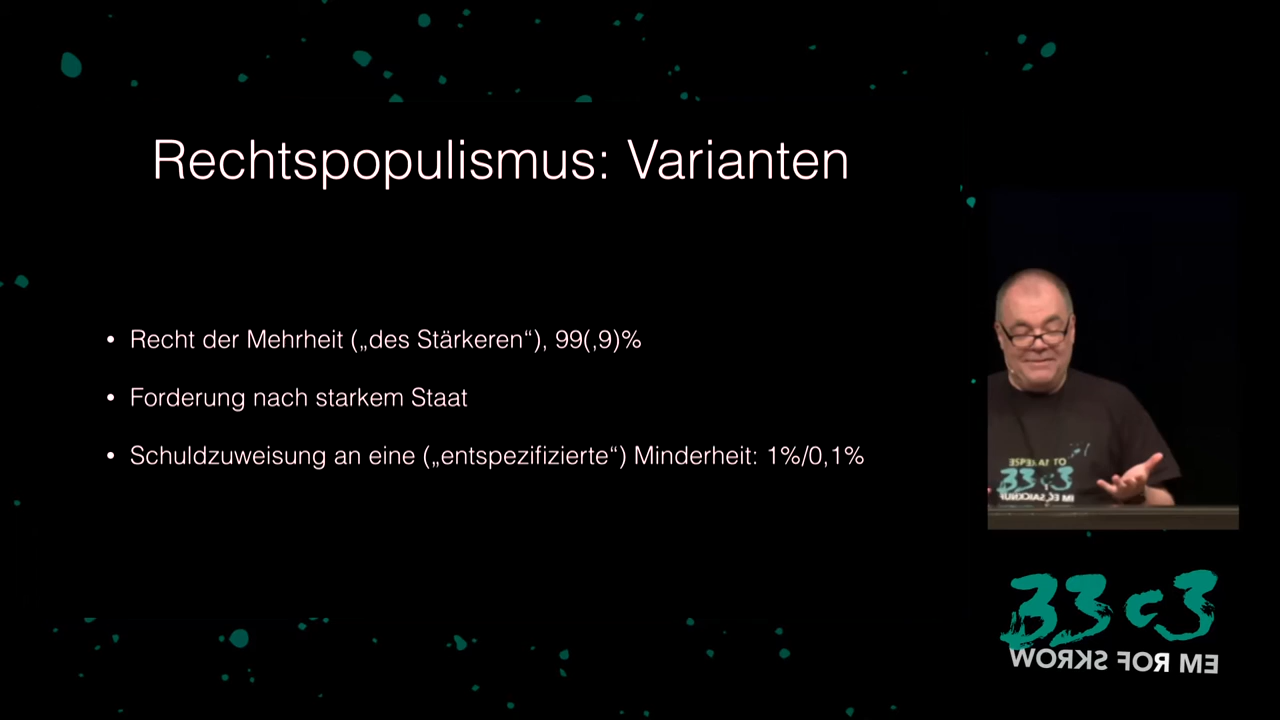 Rechtspopulismus: Varianten
• Recht der Mehrheit („des Stärkeren“), 99(,9)%
• Forderung nach starkem Staat
• Schuldzuweisung an eine („entspezifizierte“) Minderheit: 1%/0,1%
33c3
33c3
WORKS FOR ME